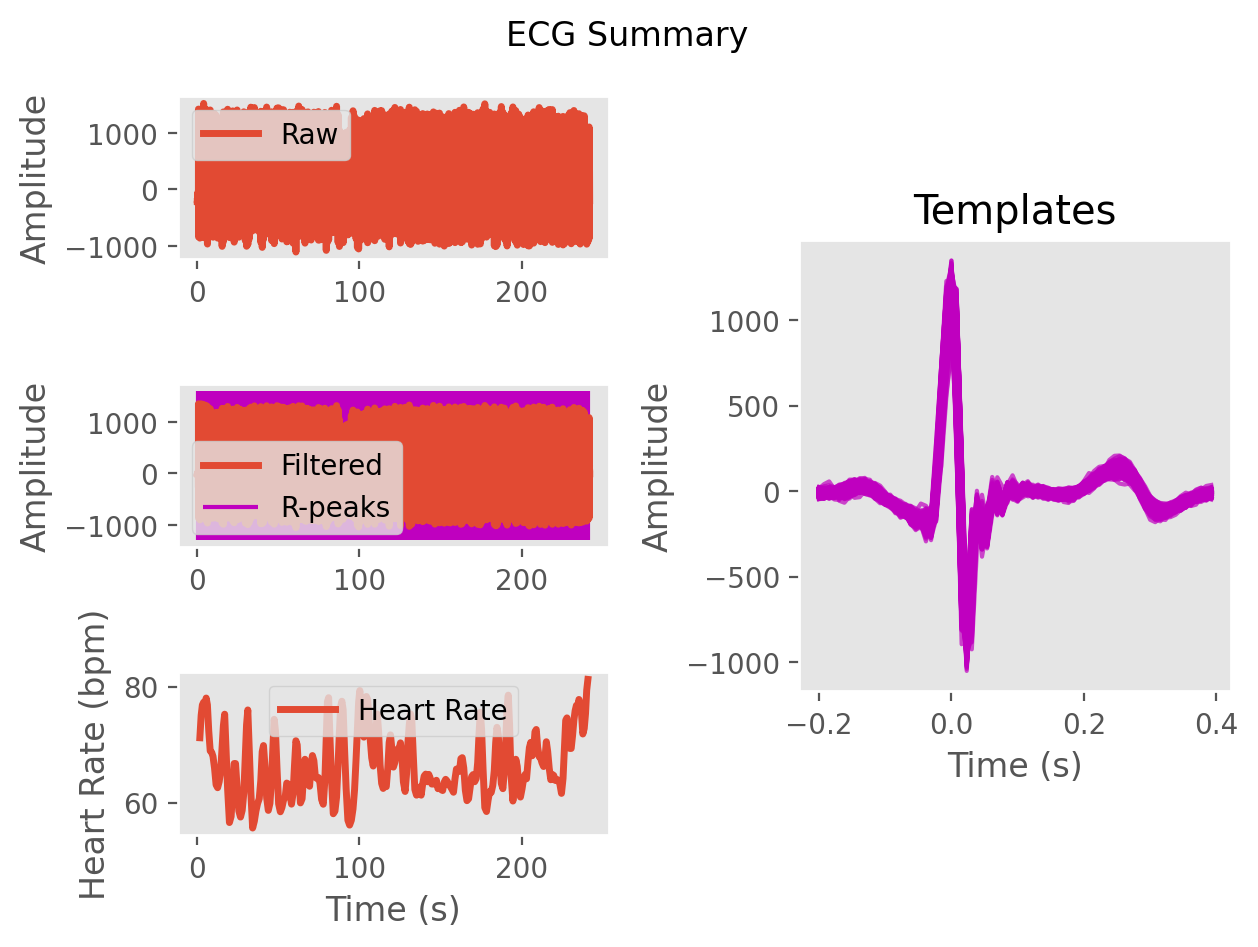 ECG Summary
Amplitude
1000
0
−1000
Raw
0
100
200
Amplitude
1000
0
−1000
Filtered
R-peaks
0
100
200
Heart Rate (bpm)
80
60
Heart Rate
0
100
200
Time (s)
Templates
Amplitude
1000
500
0
−500
−1000
−0.2
0.0
0.2
0.4
Time (s)